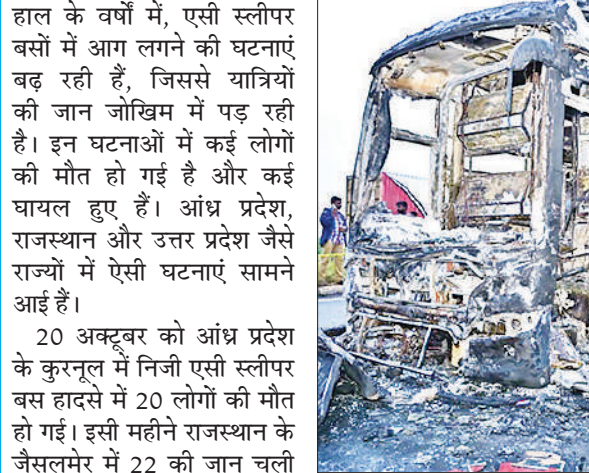 हाल के वर्षों में, एसी स्लीपर
बसों में आग लगने की घटनाएं
बढ़ रही हैं, जिससे यात्रियों
की जान जोखिम में पड़ रही
है। इन घटनाओं में कई लोगों
की मौत हो गई है और कई
घायल हुए हैं। आंध्र प्रदेश,
राजस्थान और उत्तर प्रदेश जैसे
राज्यों में ऐसी घटनाएं सामने
आई हैं।
20 अक्टूबर को आंध्र प्रदेश
के कुरनूल में निजी एसी स्लीपर
बस हादसे में 20 लोगों की मौत
हो गई। इसी महीने राजस्थान के
जैसलमेर में 22 की जान चली